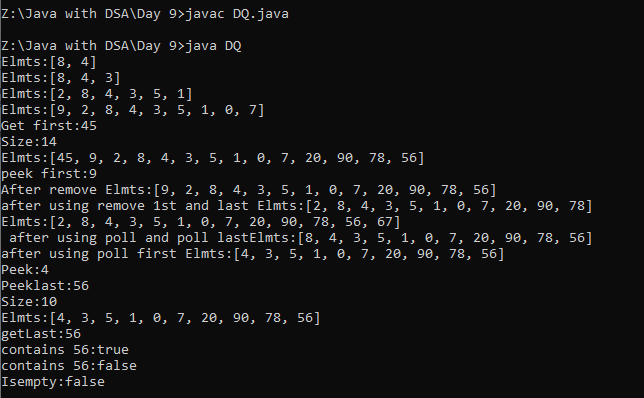 Z:\Java with DSA\Day 9>javac DQ.java
Z:\Java with DSA\Day 9>java DQ
Elmts:[8, 4]
Elmts:[8, 4, 3]
Elmts:[2, 8, 4, 3, 5, 1]
Elmts:[9, 2, 8, 4, 3, 5, 1, 0, 7]
Get first:45
Size:14
Elmts:[45, 9, 2, 8, 4, 3, 5, 1, 0, 7, 20, 90, 78, 56]
peek first:9
After remove Elmts:[9, 2, 8, 4, 3, 5, 1, 0, 7, 20, 90, 78, 56]
after using remove 1st and last Elmts:[2, 8, 4, 3, 5, 1, 0, 7, 20, 90, 78]
Elmts:[2, 8, 4, 3, 5, 1, 0, 7, 20, 90, 78, 56, 67]
 after using poll and poll lastElmts:[8, 4, 3, 5, 1, 0, 7, 20, 90, 78, 56]
after using poll first Elmts:[4, 3, 5, 1, 0, 7, 20, 90, 78, 56]
Peek:4
Peeklast:56
Size:10
Elmts:[4, 3, 5, 1, 0, 7, 20, 90, 78, 56]
getLast:56
contains 56:true
contains 56:false
Isempty:false